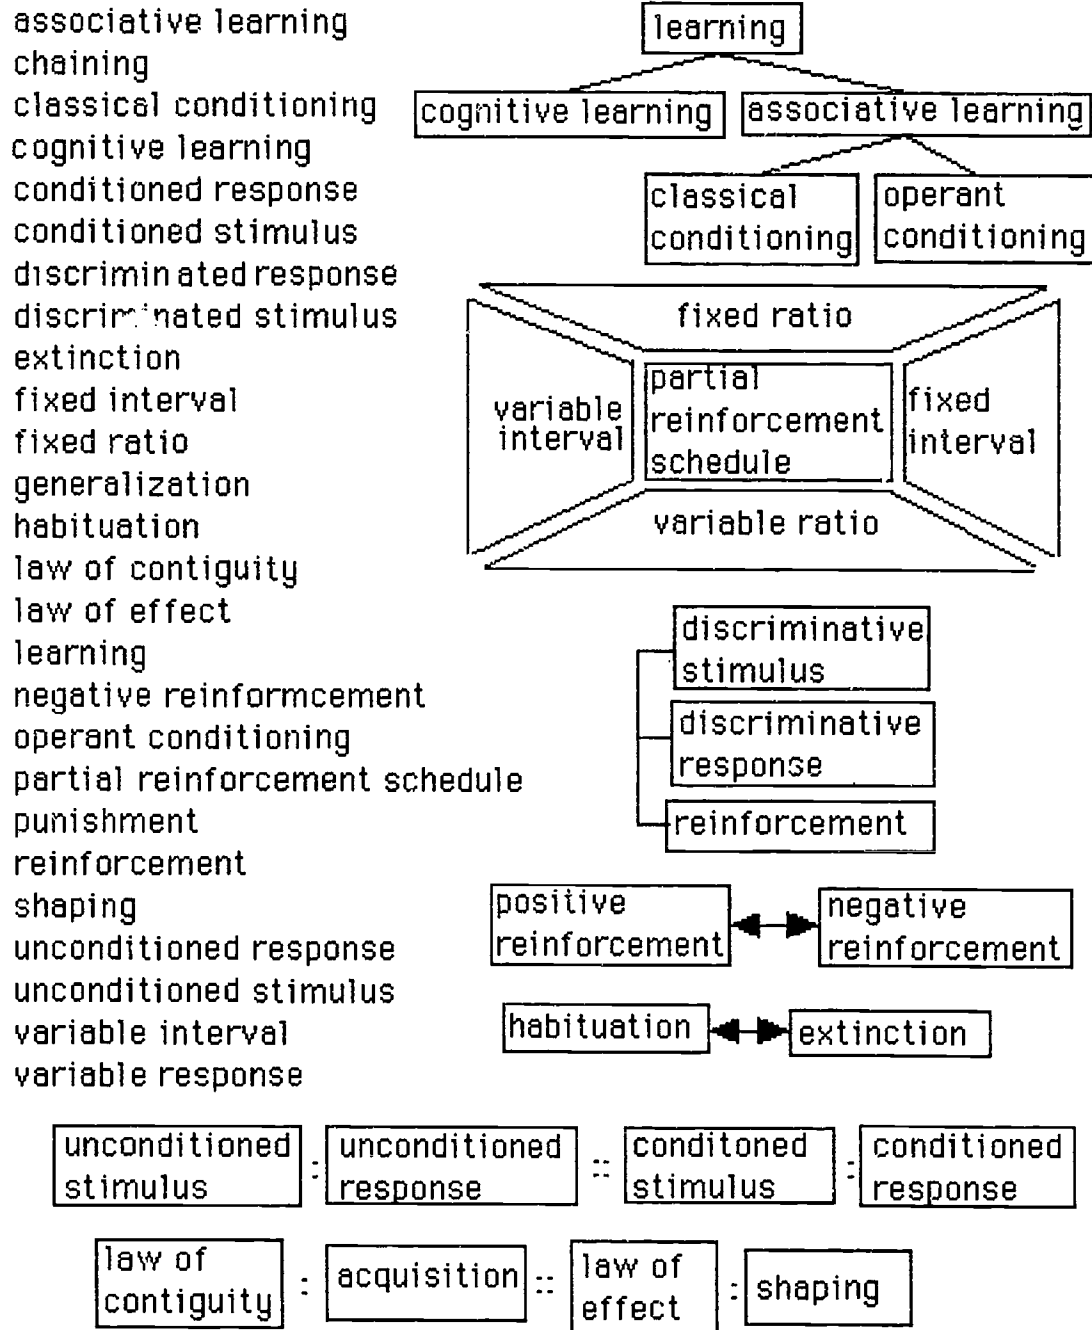 associative learning
chaining
classical conditioning
cognitive learning
conditioned response
conditioned stimulus
discriminated response
discriminated stimulus
extinction
fixed interval
fixed ratio
generalization
habituation
law of contiguity
law of effect
learning
negative reinformcement
operant conditioning
partial reinforcement schedule
punishment
reinforcement
shaping
unconditioned response
unconditioned stimulus
variable interval
variable response
learning
cognitive learning
associative learning
classical
conditioning
operant
conditioning
fixed ratio
variable
interval
partial
reinforcement
schedule
fixed
interval
variable ratio
discriminative
stimulus
discriminative
response
reinforcement
positive
reinforcement
negative
reinforcement
habituation
extinction
unconditioned
stimulus
:
unconditioned
response
::
conditoned
stimulus
:
conditioned
response
law of
contiguity
:
acquisition
::
law of
effect
:
shaping